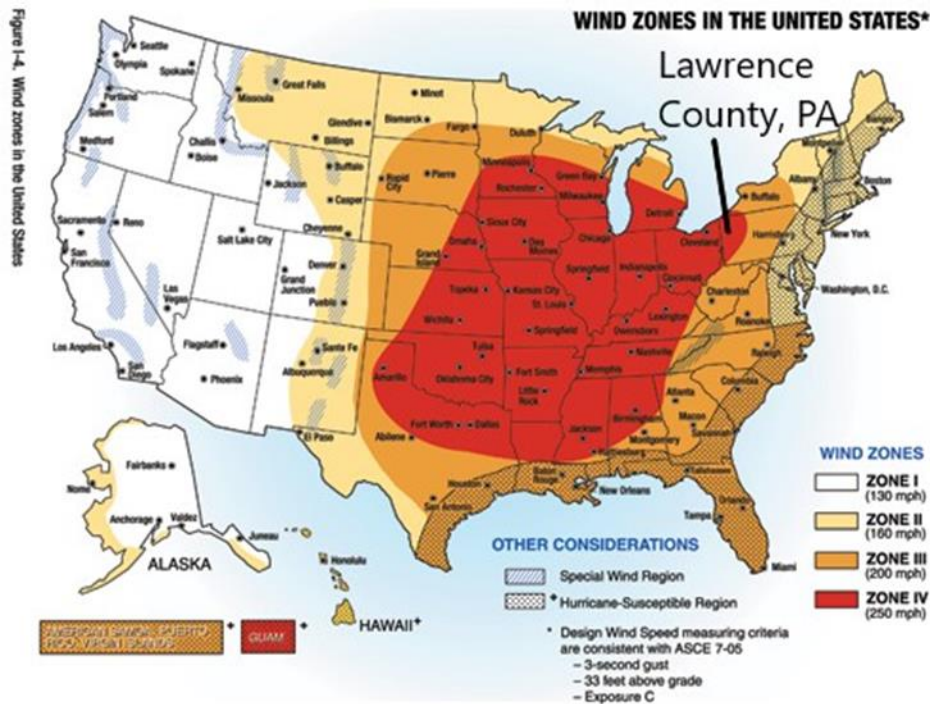 Figure I-4. Wind zones in the United States
WIND ZONES IN THE UNITED STATES*
Lawrence
County, PA
Seattle
Olympia
Spokane
Portland
Salem
Medford
Missoula
Great Falls
Minot
Glendive
Bismarck
Fargo
Duluth
Billings
Challis
Boise
Buffalo
Jackson
Casper
Rapid
City
Pierre
Minneapolis
Rochester
Green Bay
Milwaukee
Detroit
Buffalo
Montpelier
Bangor
Albany
Boston
New York
Harrisburg
Washington, D.C.
Sacramento
Reno
San
Francisco
Salt Lake City
Cheyenne
Sioux City
Omaha
Des
Moines
Grand
Island
Chicago
Cleveland
Denver
Grand
Junction
Pueblo
Las
Vegas
Topeka
Kansas City
St. Louis
Springfield
Indianapolis
Cincinnati
Charleston
Lexington
Roanoke
Wichita
Springfield
Owensboro
Nashville
Raleigh
Los Angeles
San
Diego
Flagstaff
Phoenix
Santa Fe
Albuquerque
Amarillo
Tulsa
Oklahoma City
Fort Smith
Little
Rock
Memphis
Atlanta
Columbia
Macon
Savannah
El Paso
Abilene
Fort Worth
Dallas
Jackson
Birmingham
Montgomery
Hattiesburg
Tallahassee
Houston
San Antonio
Baton
Rouge
New Orleans
Orlando
Tampa
Miami
Fairbanks
Nome
Anchorage
Valdez
Juneau
ALASKA
Honolulu
HAWAII+
AMERICAN SAMOA, PUERTO
RICO, VIRGIN ISLANDS
+
GUAM
+
OTHER CONSIDERATIONS
Special Wind Region
+ Hurricane-Susceptible Region
* Design Wind Speed measuring criteria
are consistent with ASCE 7-05
– 3-second gust
– 33 feet above grade
– Exposure C
WIND ZONES
ZONE I
(130 mph)
ZONE II
(160 mph)
ZONE III
(200 mph)
ZONE IV
(250 mph)